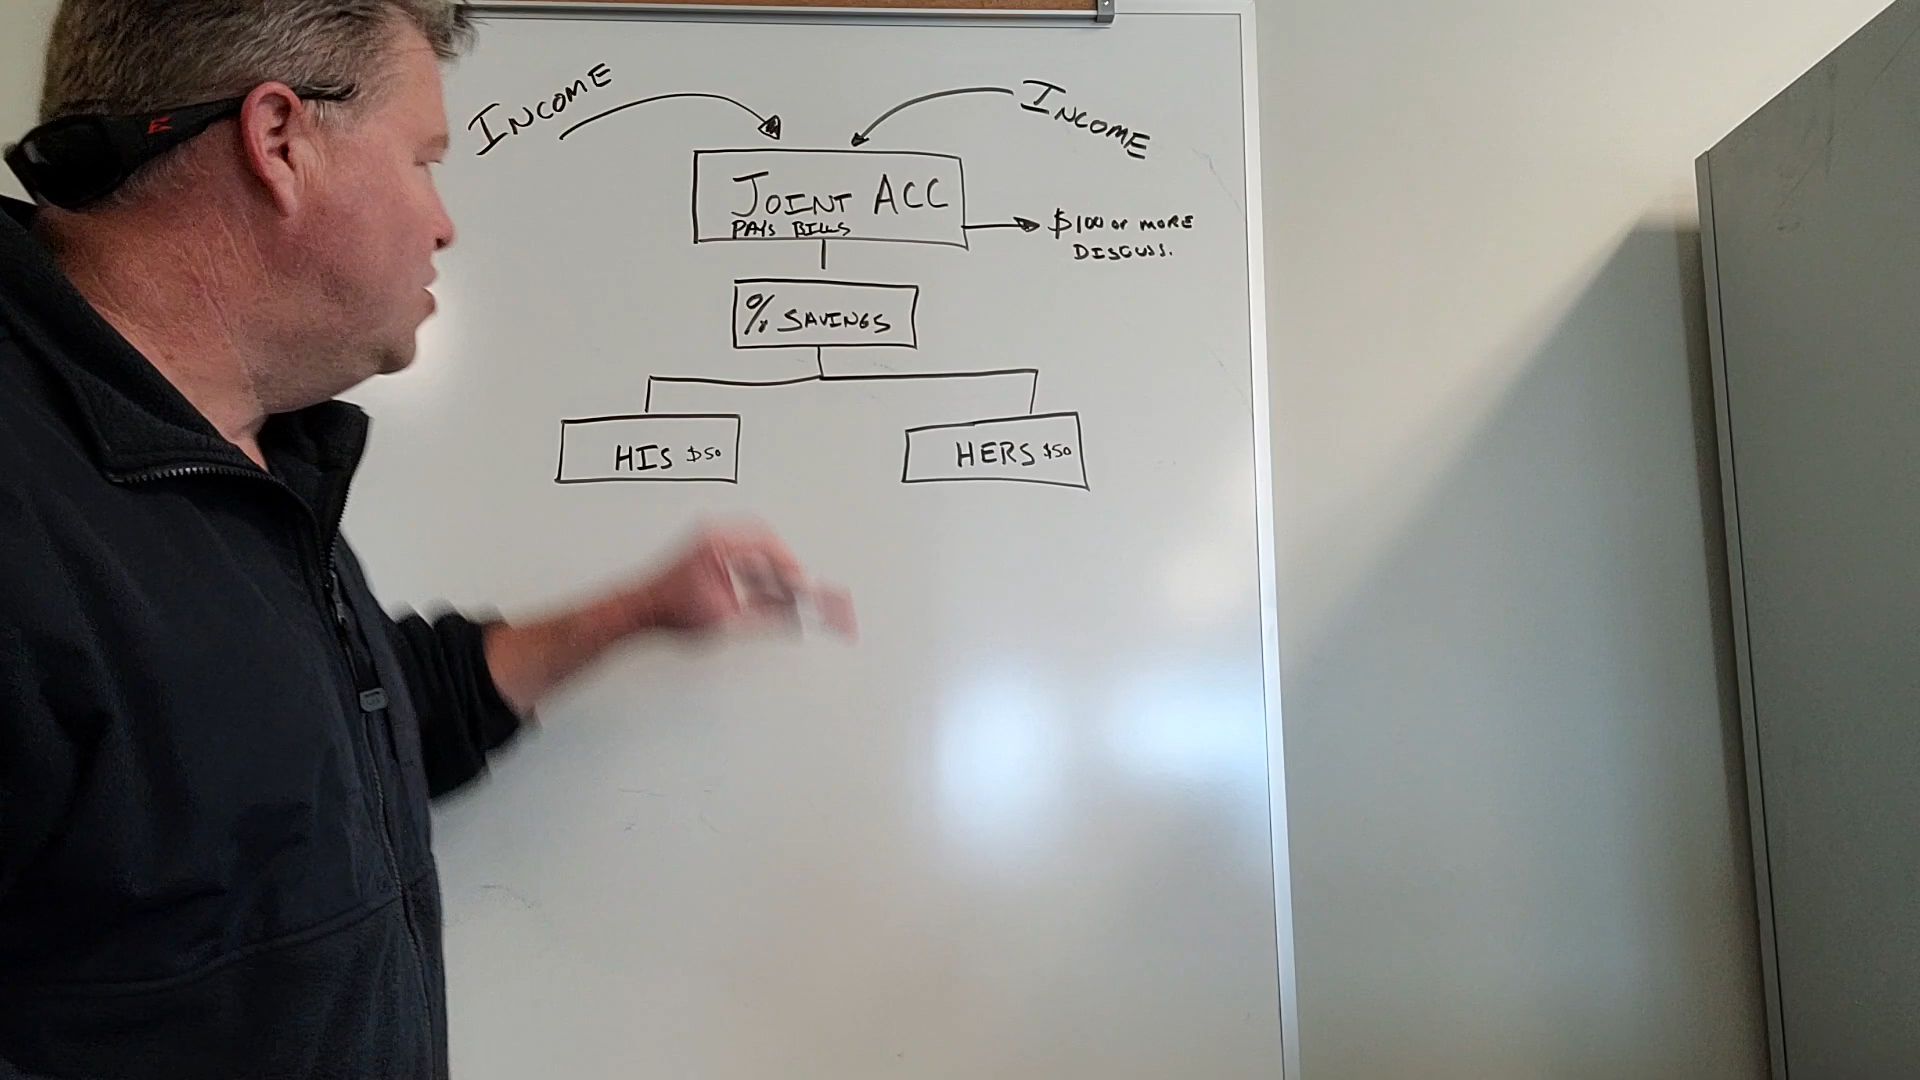 INCOME
INCOME
JOINT ACC
PAYS BILLS
$100 OR MORE
DISCUSS.
% SAVINGS
HIS $50
HERS $50